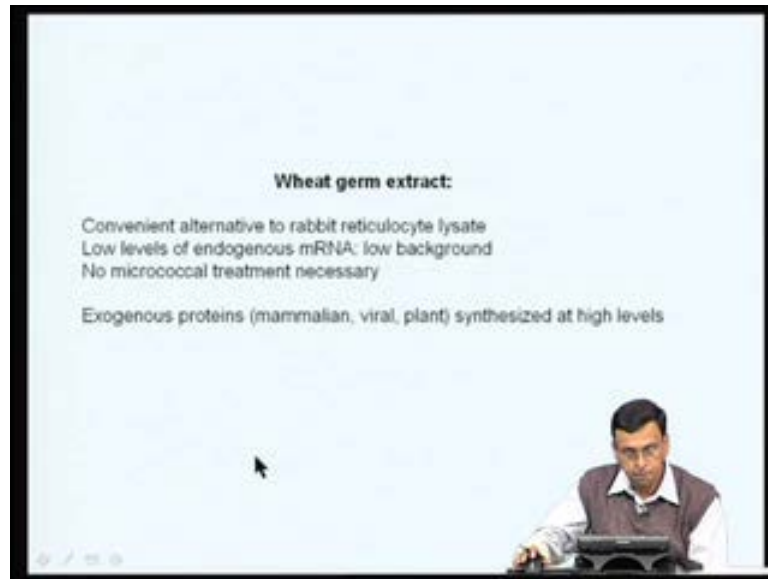 Wheat germ extract:
Convenient alternative to rabbit reticulocyte lysate
Low levels of endogenous mRNA: low background
No micrococcal treatment necessary
Exogenous proteins (mammalian, viral, plant) synthesized at high levels